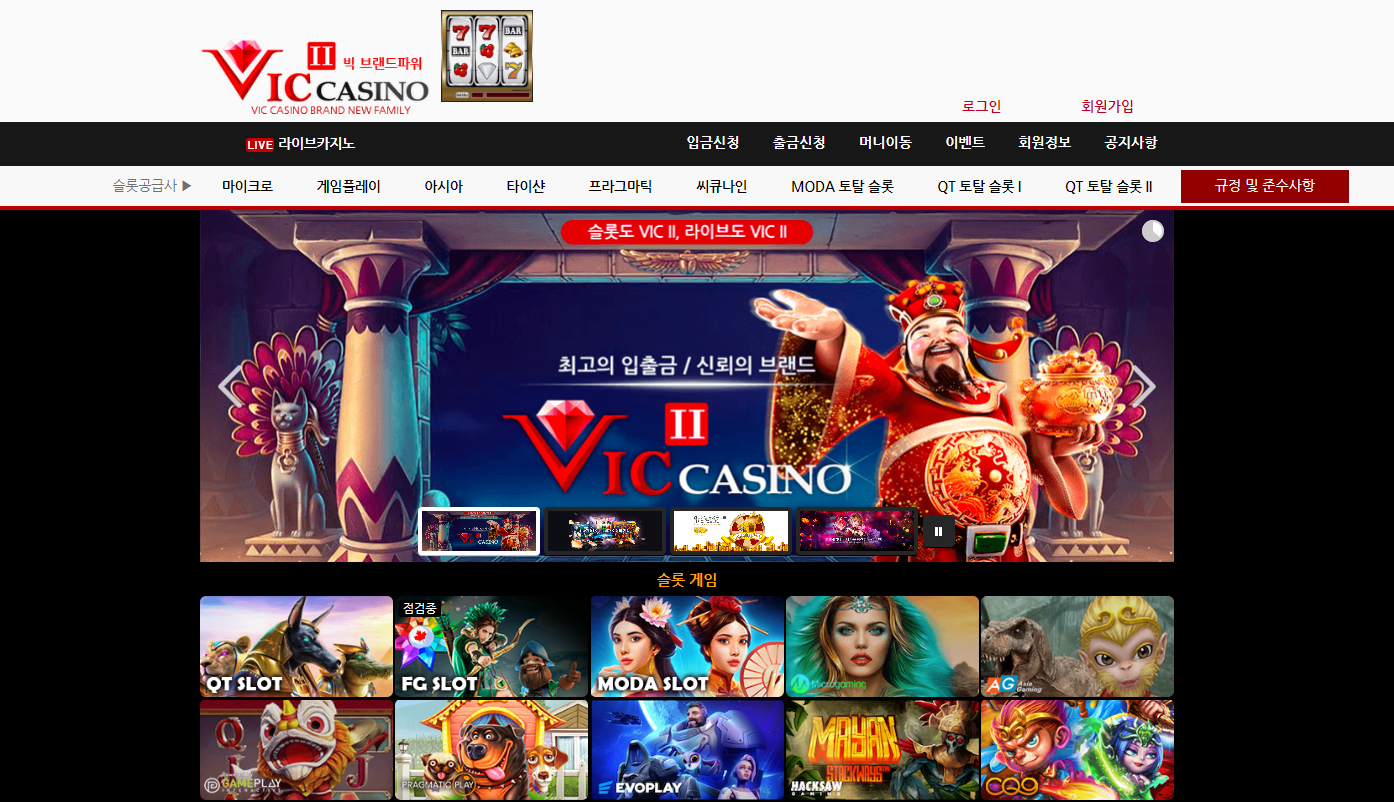 7 7 BAR
BAR
7
II 빅 브랜드파워
VIC CASINO
VIC CASINO BRAND NEW FAMILY
로그인 회원가입
LIVE 라이브카지노 입금신청 출금신청 머니이동 이벤트 회원정보 공지사항
슬롯공급사 ▶ 마이크로 게임플레이 아시아 타이샨 프라그마틱 씨큐나인 MODA 토탈 슬롯 QT 토탈 슬롯 I QT 토탈 슬롯 II 규정 및 준수사항
슬롯도 VIC II, 라이브도 VIC II
최고의 입출금 / 신뢰의 브랜드
II
VIC CASINO
슬롯 게임
점검중
QT SLOT
FG SLOT
MODA SLOT
Microgaming
AG Asia Gaming
Q J
GAMEPLAY INTERACTIVE
PRAGMATIC PLAY
EVOPLAY
MAYAN
STACKWAYS
HACKSAW GAMING
CQ9